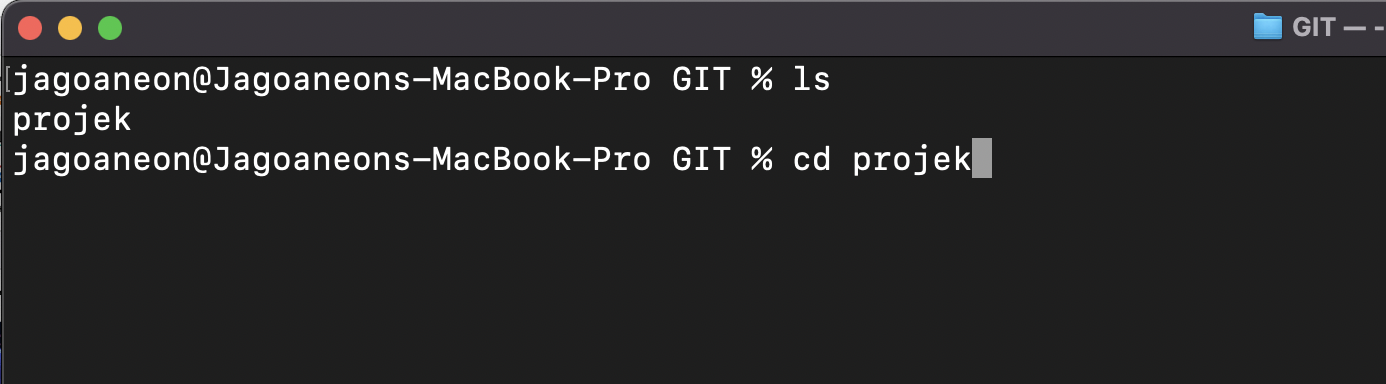 GIT — -
jagoaneon@Jagoaneons-MacBook-Pro GIT % ls
projek
jagoaneon@Jagoaneons-MacBook-Pro GIT % cd projek